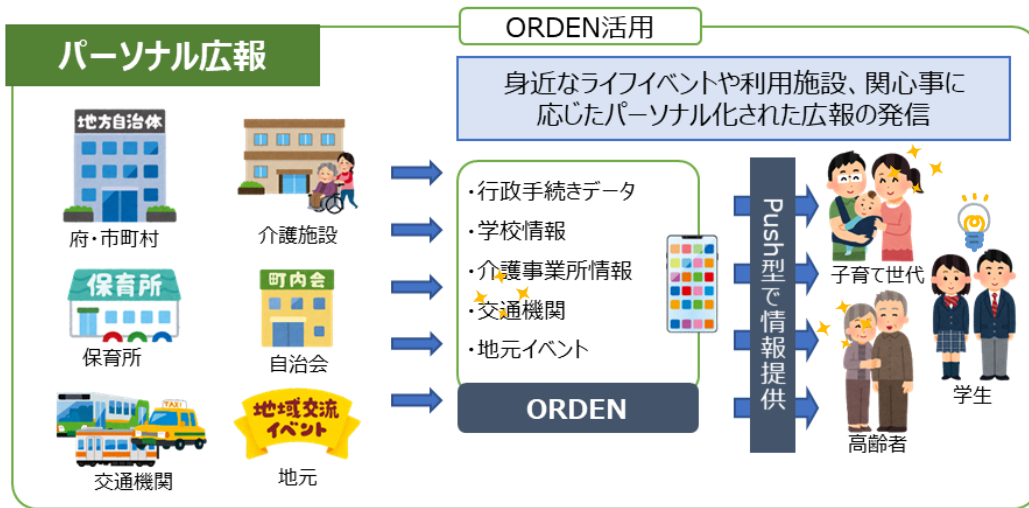 ORDEN活用
パーソナル広報
身近なライフイベントや利用施設、関心事に
応じたパーソナル化された広報の発信
地方自治体
府・市町村
介護施設
保育所
保育所
町内会
自治会
TAXI
交通機関
地域交流
イベント
地元
・行政手続きデータ
・学校情報
・介護事業所情報
・交通機関
・地元イベント
ORDEN
Push型で情報提供
子育て世代
学生
高齢者